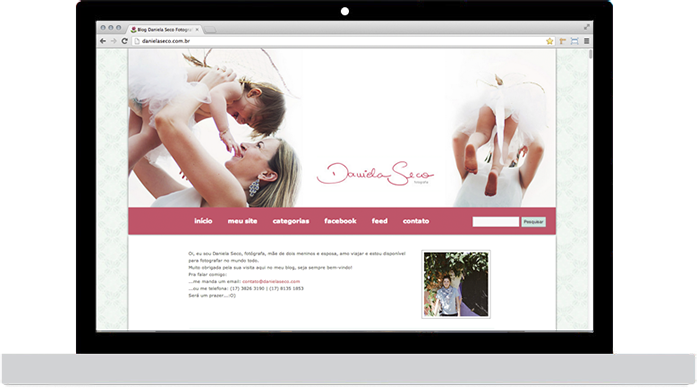 Blog Daniela Seco Fotograf
danielaseco.com.br
Daniela Seco
fotografia
início meu site categorias facebook feed contato Pesquisar
Oi, eu sou Daniela Seco, fotógrafa, mãe de dois meninos e esposa, amo viajar e estou disponível
para fotografar no mundo todo.
Muito obrigada pela sua visita aqui no meu blog, seja sempre bem-vindo!
Pra falar comigo:
...me manda um email: contato@danielaseco.com
...ou me telefona: (17) 3826 3190 | (17) 8135 1853
Será um prazer...:O)